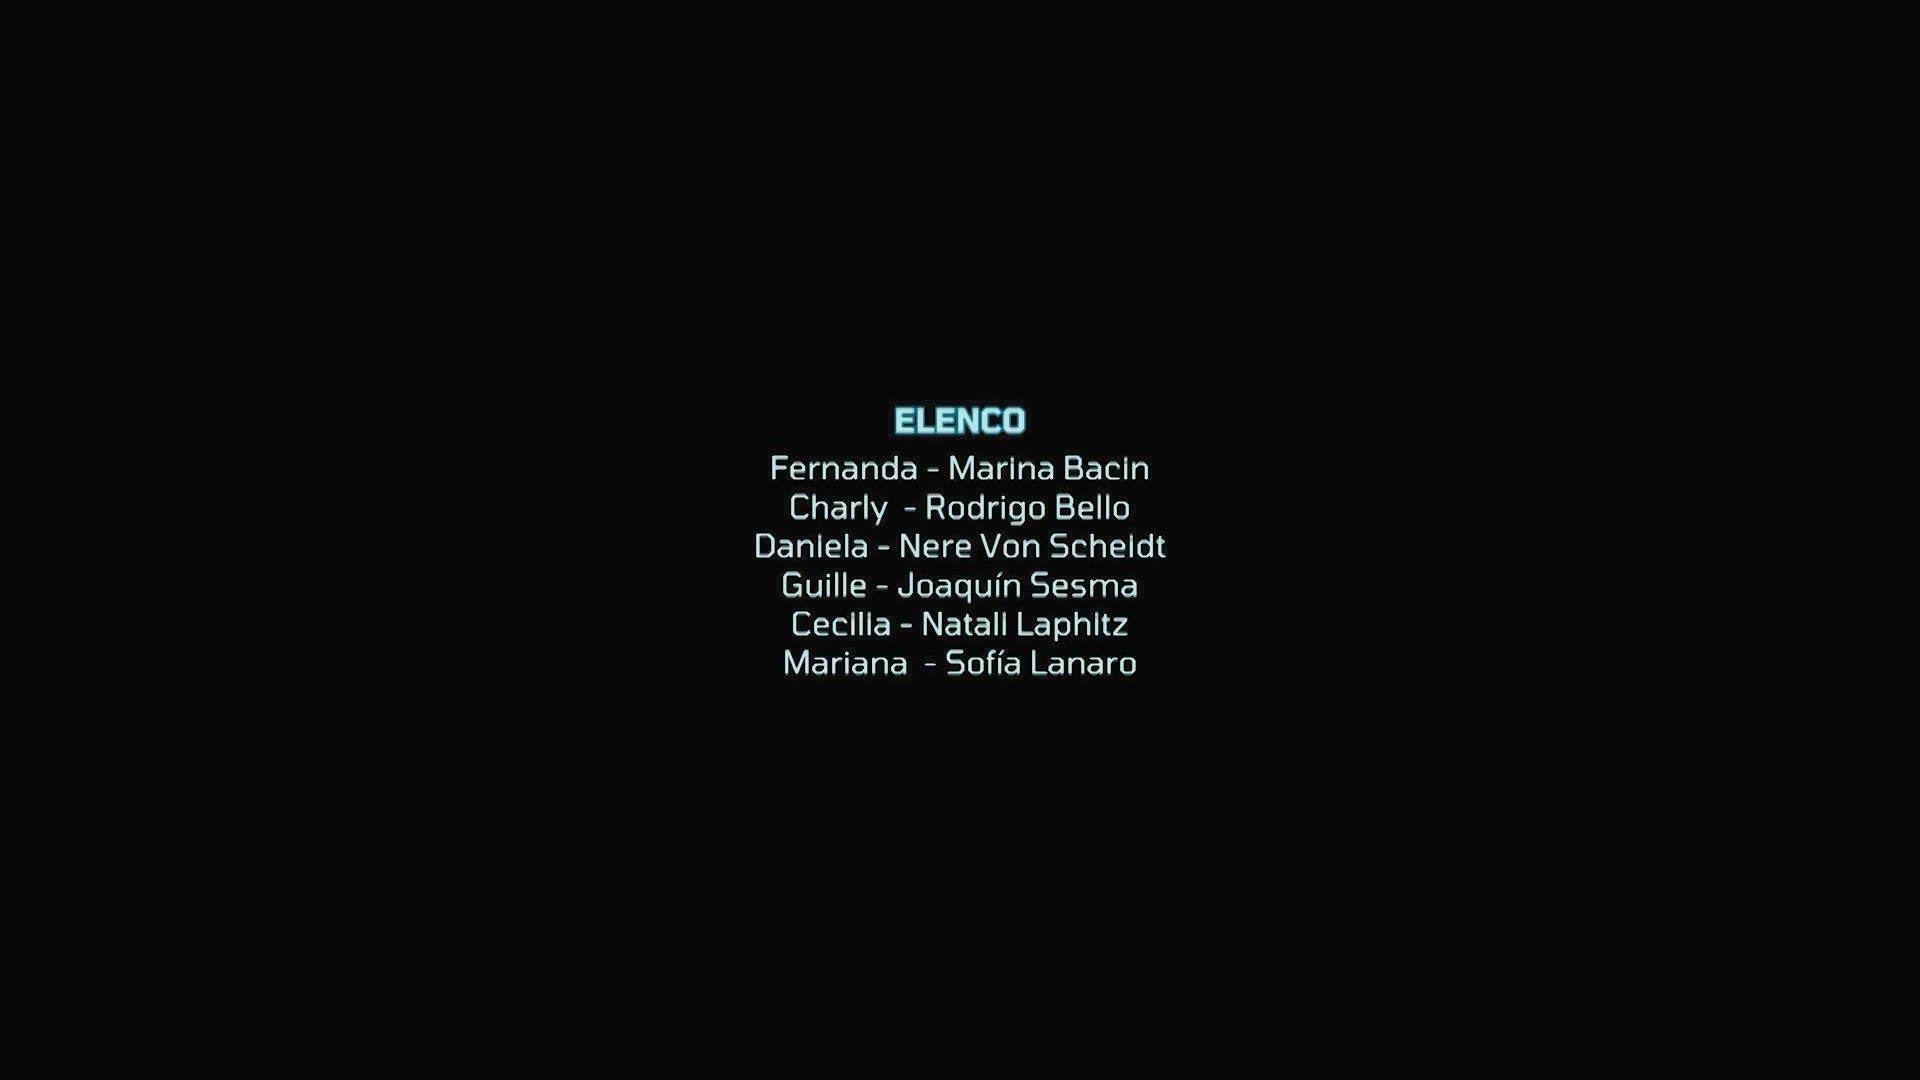 ELENCO
Fernanda - Marina Bacin
Charly - Rodrigo Bello
Daniela - Nere Von Scheidt
Guille - Joaquín Sesma
Cecilia - Natali Laphitz
Mariana - Sofía Lanaro